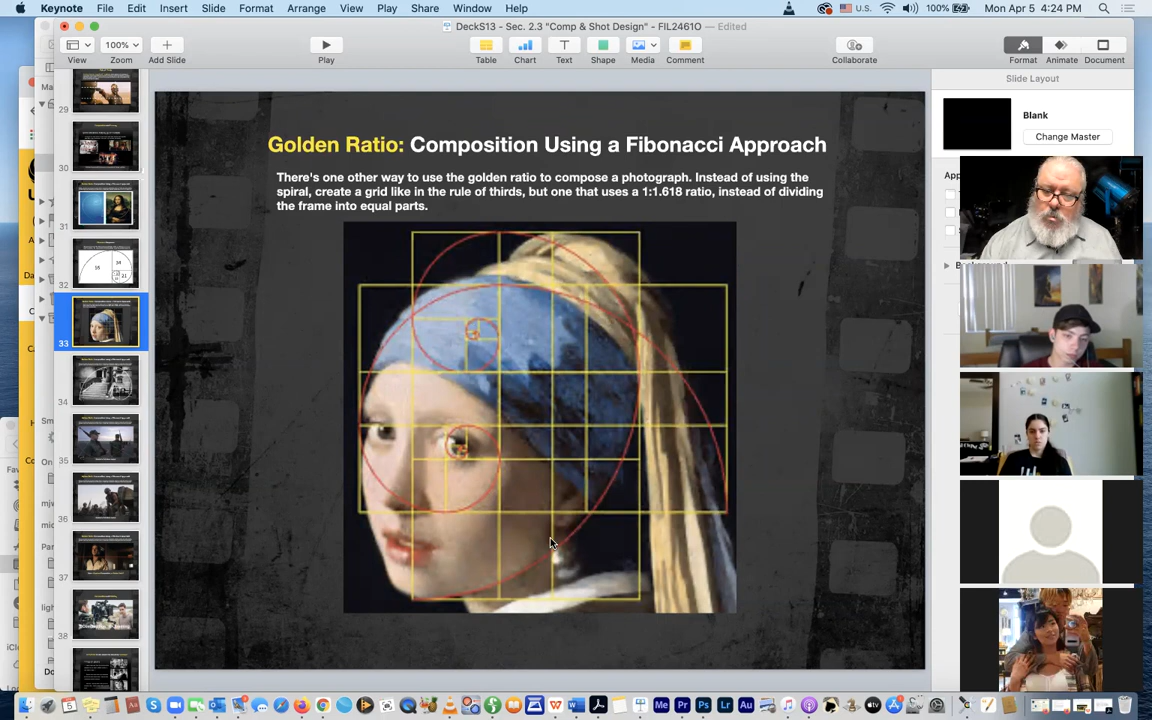 Keynote File Edit Insert Slide Format Arrange View Play Share Window Help U.S. 100% Mon Apr 5 4:24 PM
DeckS13 - Sec. 2.3 "Comp & Shot Design" - FIL2461O — Edited
100%
View Zoom Add Slide Play Table Chart Text Shape Media Comment Collaborate Format Animate Document
Slide Layout
Blank
Change Master
Golden Ratio: Composition Using a Fibonacci Approach
There's one other way to use the golden ratio to compose a photograph. Instead of using the
spiral, create a grid like in the rule of thirds, but one that uses a 1:1.618 ratio, instead of dividing
the frame into equal parts.
29
30
31
32
33
34
35
36
37
38